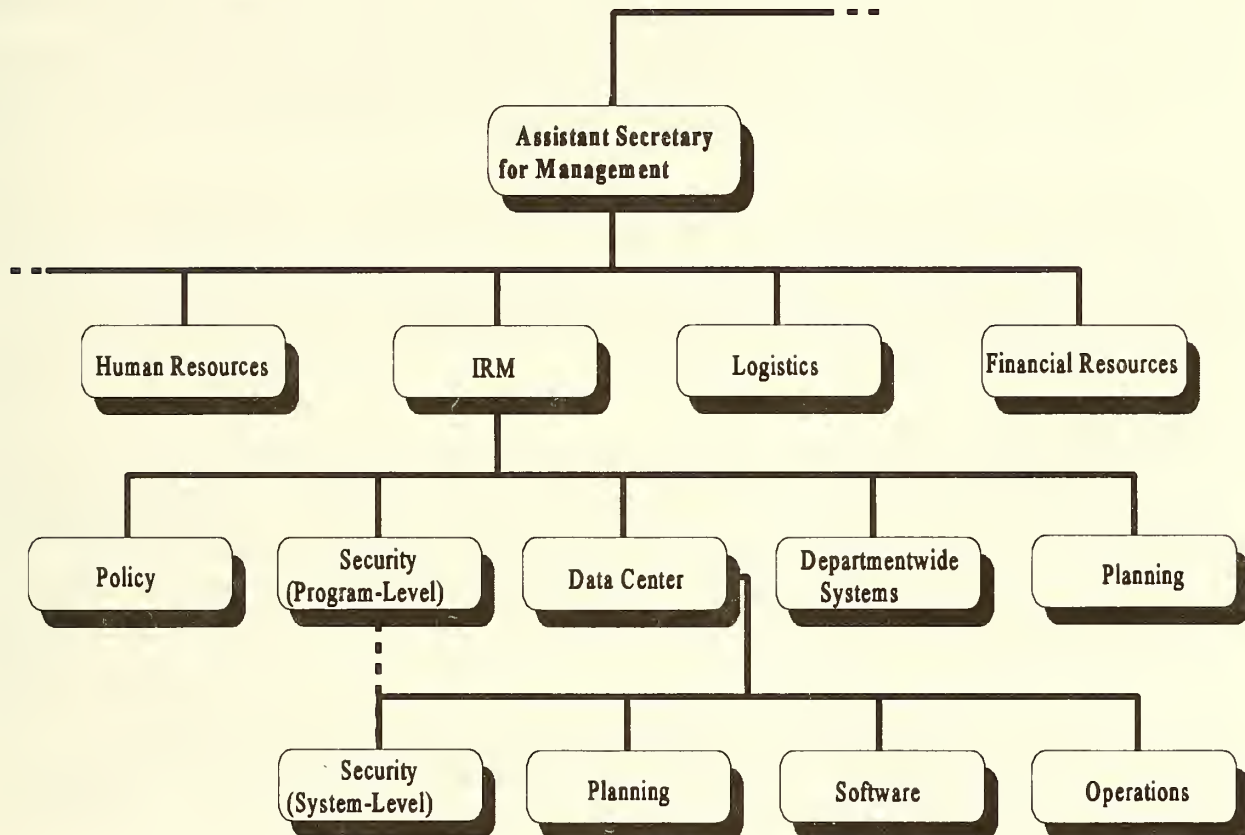 Assistant Secretary
for Management
Human Resources
IRM
Logistics
Financial Resources
Policy
Security
(Program-Level)
Data Center
Departmentwide
Systems
Planning
Security
(System-Level)
Planning
Software
Operations